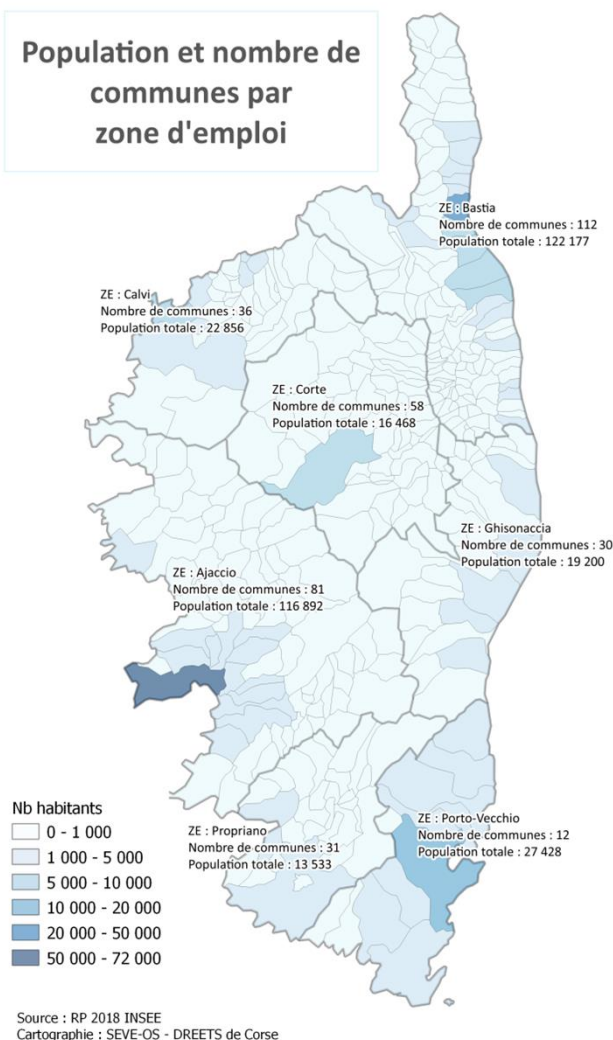 Population et nombre de
communes par
zone d'emploi
ZE : Bastia
Nombre de communes : 112
Population totale : 122 177
ZE : Calvi
Nombre de communes : 36
Population totale : 22 856
ZE : Corte
Nombre de communes : 58
Population totale : 16 468
ZE : Ghisonaccia
Nombre de communes : 30
Population totale : 19 200
ZE : Ajaccio
Nombre de communes : 81
Population totale : 116 892
ZE : Porto-Vecchio
Nombre de communes : 12
Population totale : 27 428
ZE : Propriano
Nombre de communes : 31
Population totale : 13 533
Nb habitants
0 - 1 000
1 000 - 5 000
5 000 - 10 000
10 000 - 20 000
20 000 - 50 000
50 000 - 72 000
Source : RP 2018 INSEE
Cartographie : SEVE-OS - DREETS de Corse